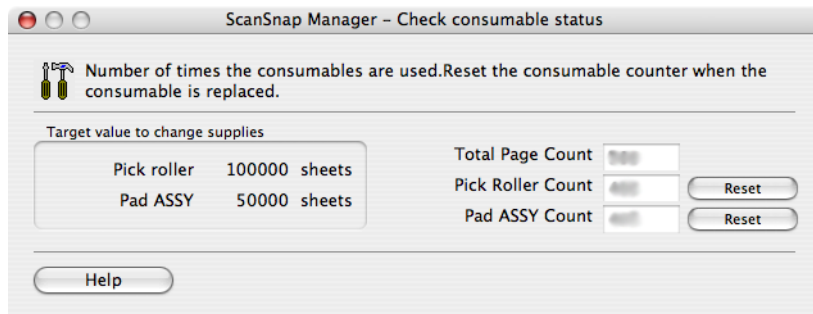 ScanSnap Manager – Check consumable status
Number of times the consumables are used.Reset the consumable counter when the
consumable is replaced.
Target value to change supplies
Pick roller 100000 sheets
Pad ASSY 50000 sheets
Total Page Count
Pick Roller Count Reset
Pad ASSY Count Reset
Help